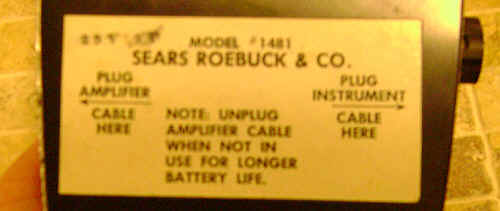 MODEL #1481
SEARS ROEBUCK & CO.
PLUG
AMPLIFIER
CABLE
HERE
NOTE: UNPLUG
AMPLIFIER CABLE
WHEN NOT IN
USE FOR LONGER
BATTERY LIFE.
PLUG
INSTRUMENT
CABLE
HERE